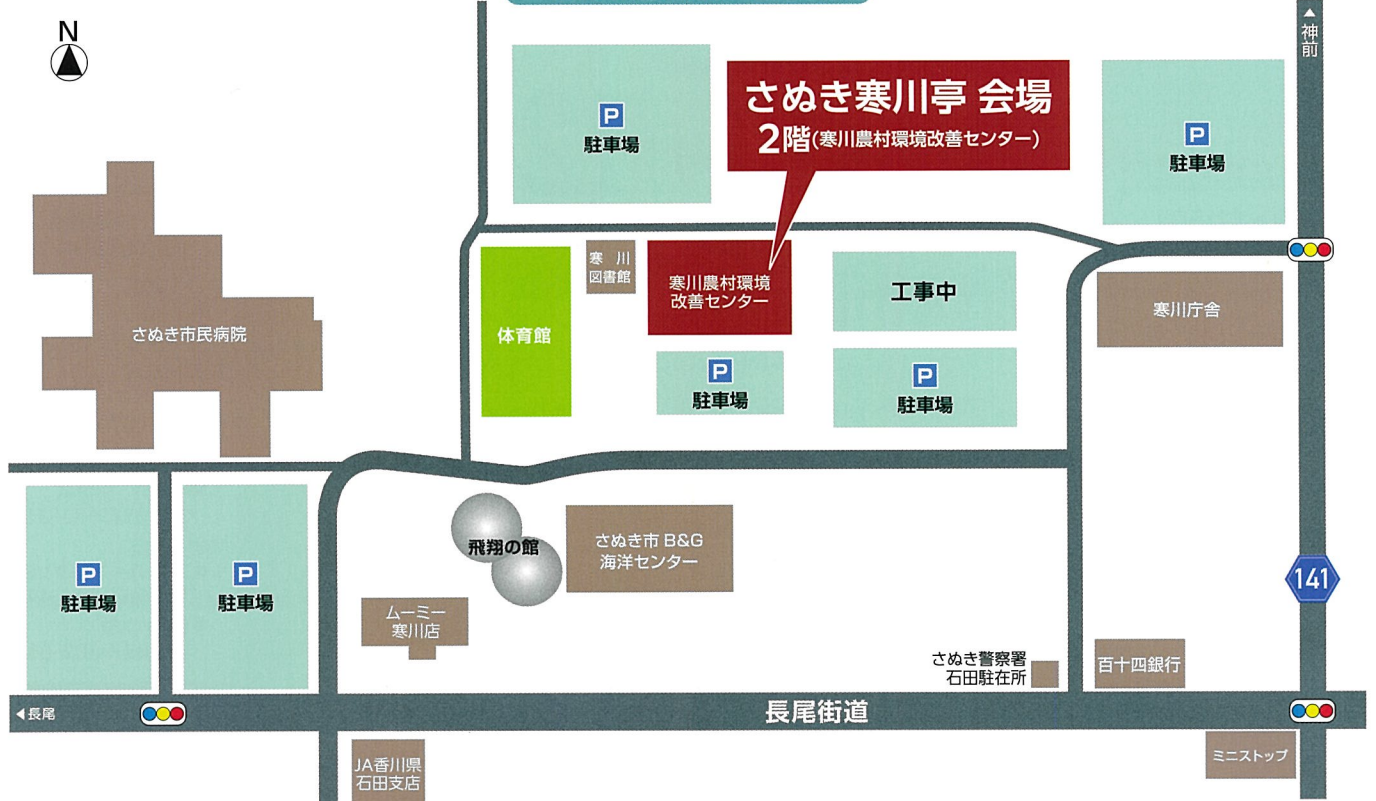 N
▲神前
P
駐車場
さぬき寒川亭 会場
2階(寒川農村環境改善センター)
P
駐車場
寒川
図書館
寒川農村環境
改善センター
工事中
寒川庁舎
さぬき市民病院
体育館
P
駐車場
P
駐車場
飛翔の館
さぬき市 B&G
海洋センター
P
駐車場
P
駐車場
141
ムーミー
寒川店
さぬき警察署
石田駐在所
百十四銀行
◀長尾
長尾街道
JA香川県
石田支店
ミニストップ